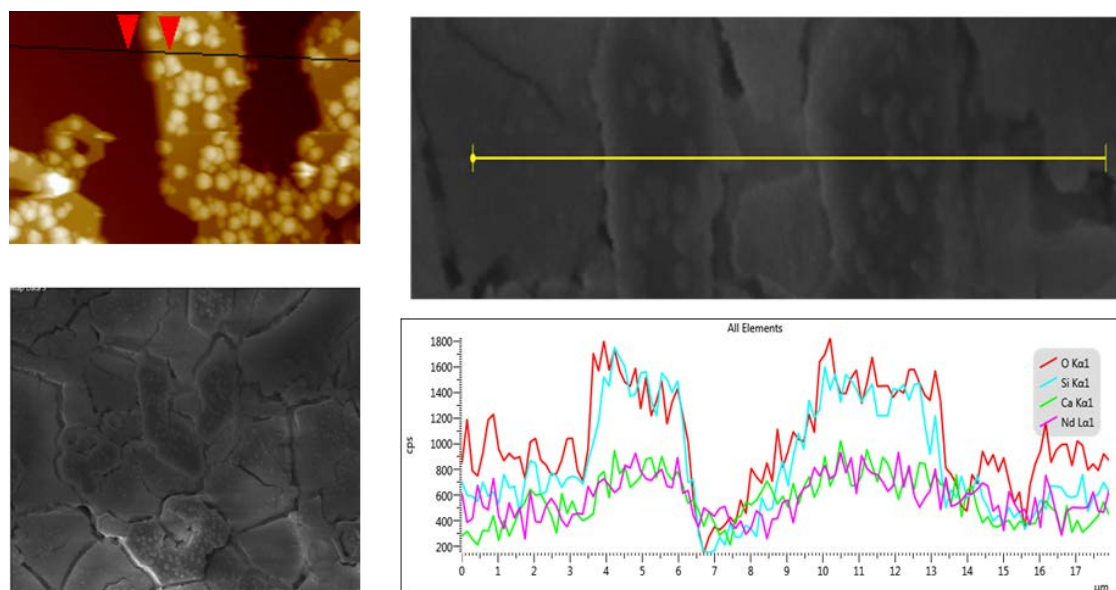 Map Data 3
All Elements
1800
1600
1400
1200
1000
800
600
400
200
cps
O Kα1
Si Kα1
Ca Kα1
Nd Lα1
0 1 2 3 4 5 6 7 8 9 10 11 12 13 14 15 16 17
µm